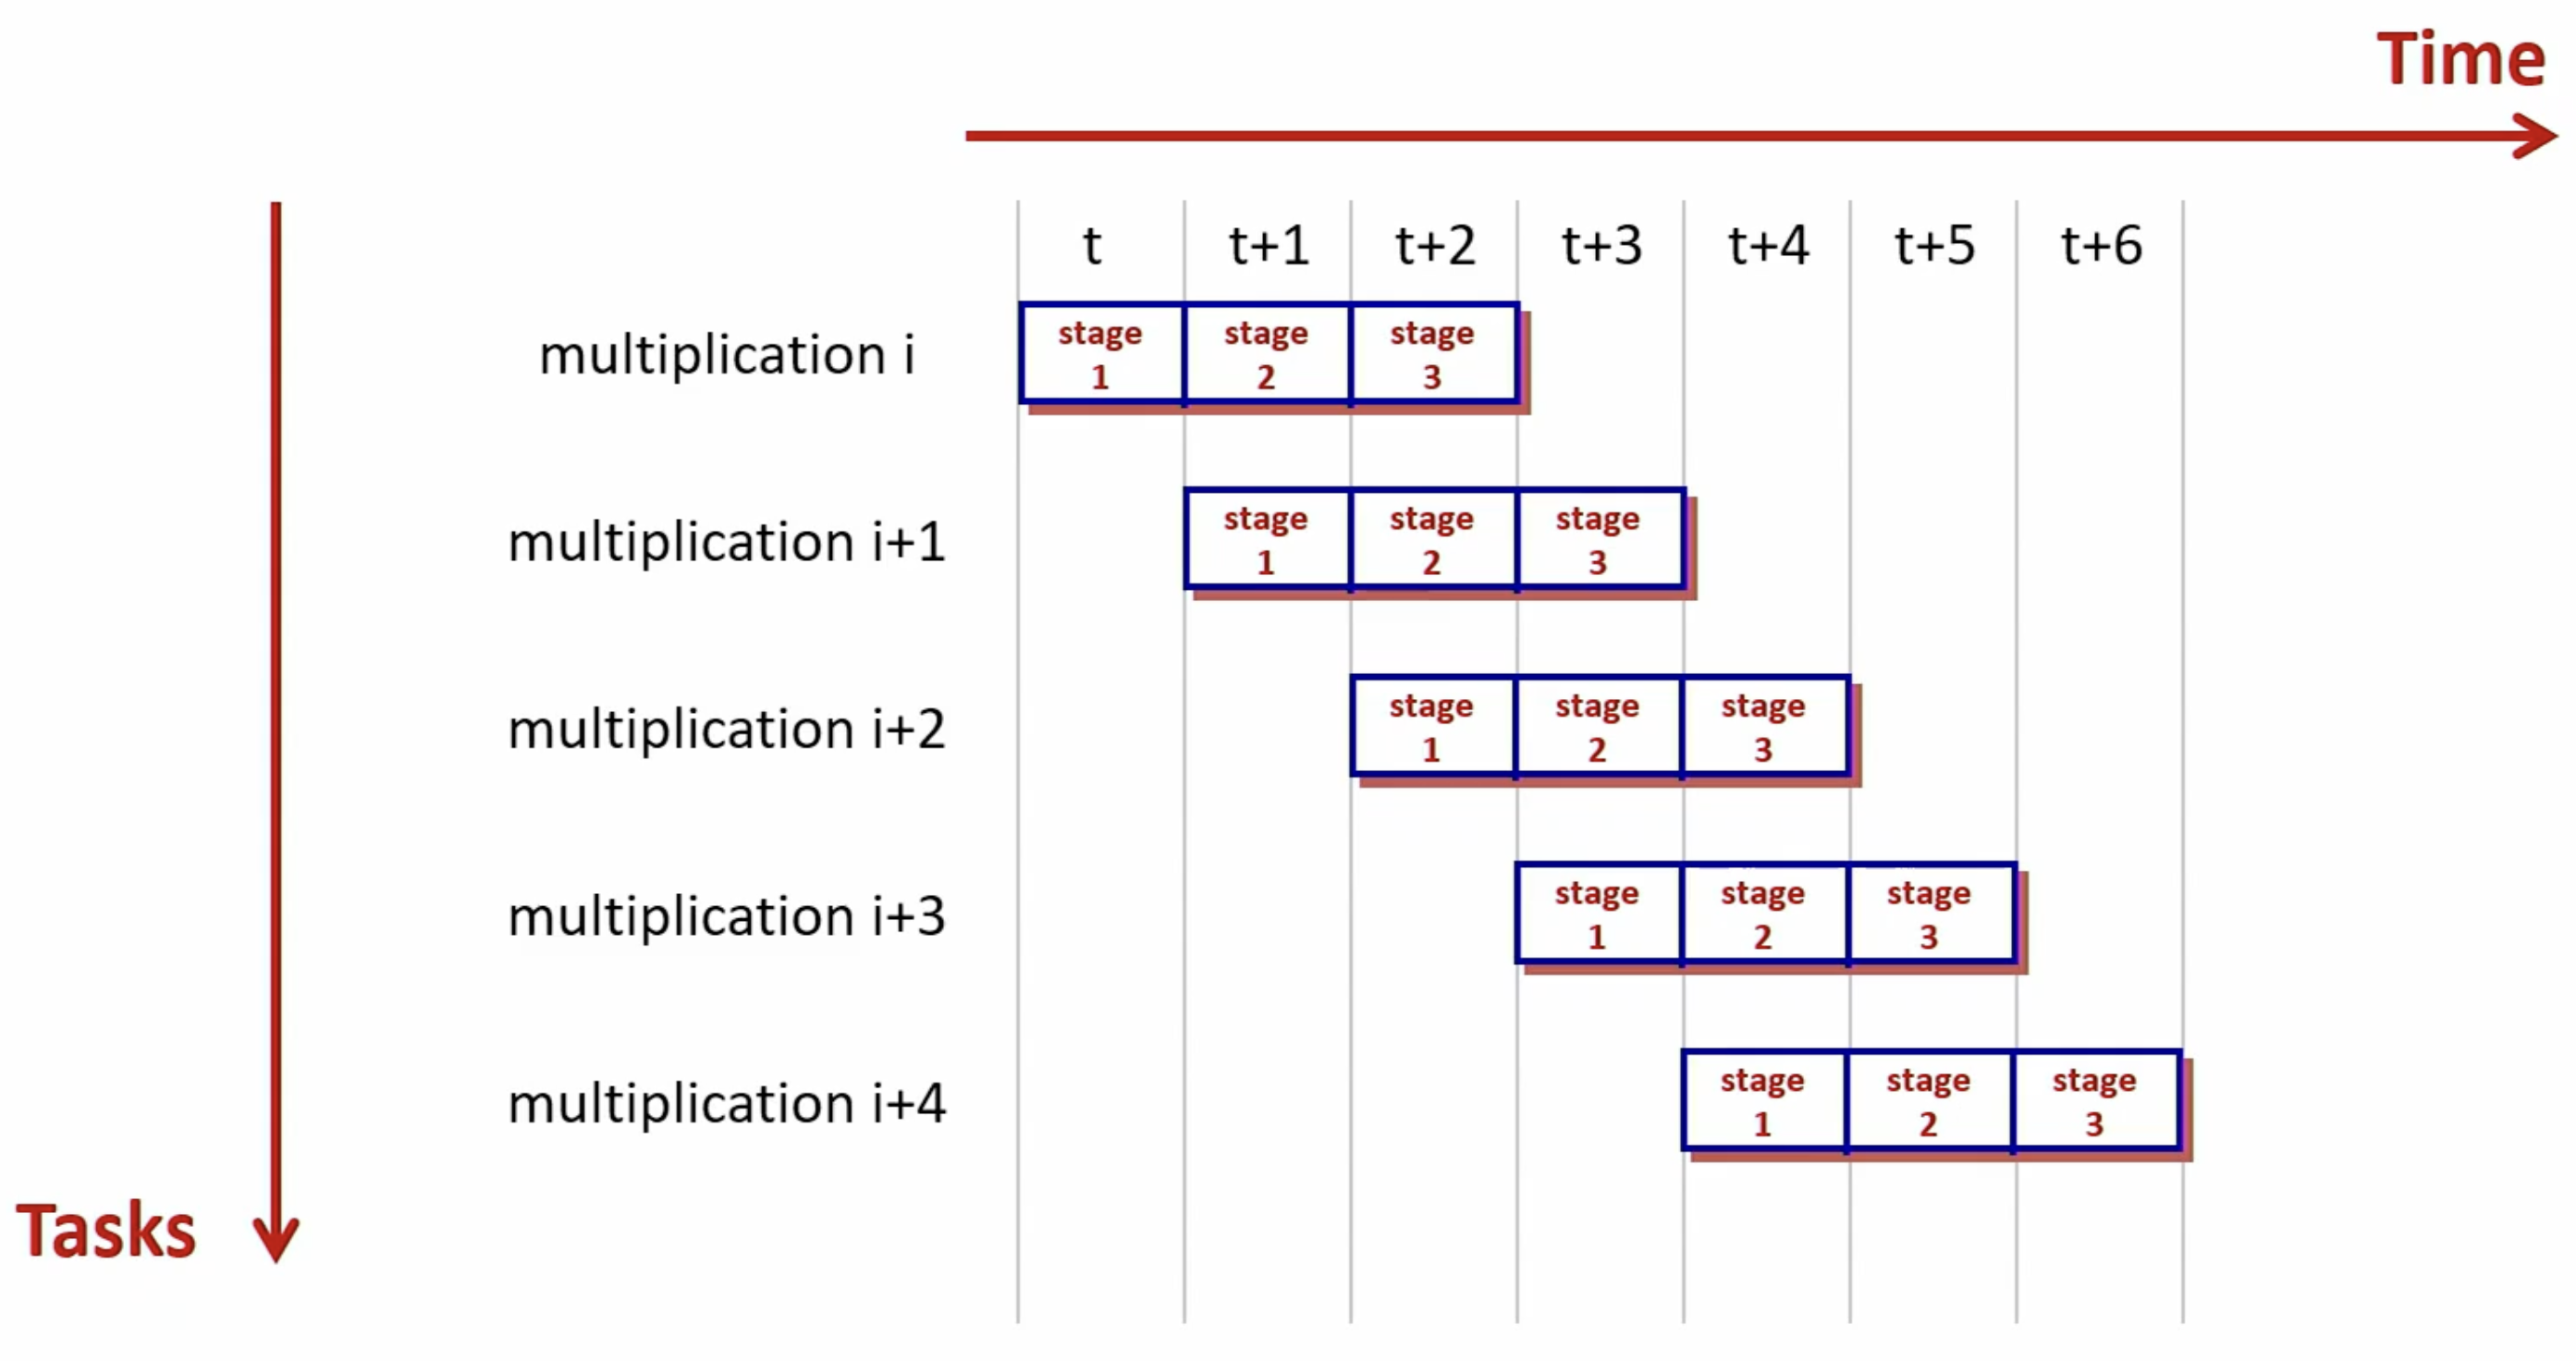 Time
t t+1 t+2 t+3 t+4 t+5 t+6
multiplication i
stage stage stage
1 2 3
multiplication i+1
stage stage stage
1 2 3
multiplication i+2
stage stage stage
1 2 3
multiplication i+3
stage stage stage
1 2 3
multiplication i+4
stage stage stage
1 2 3
Tasks